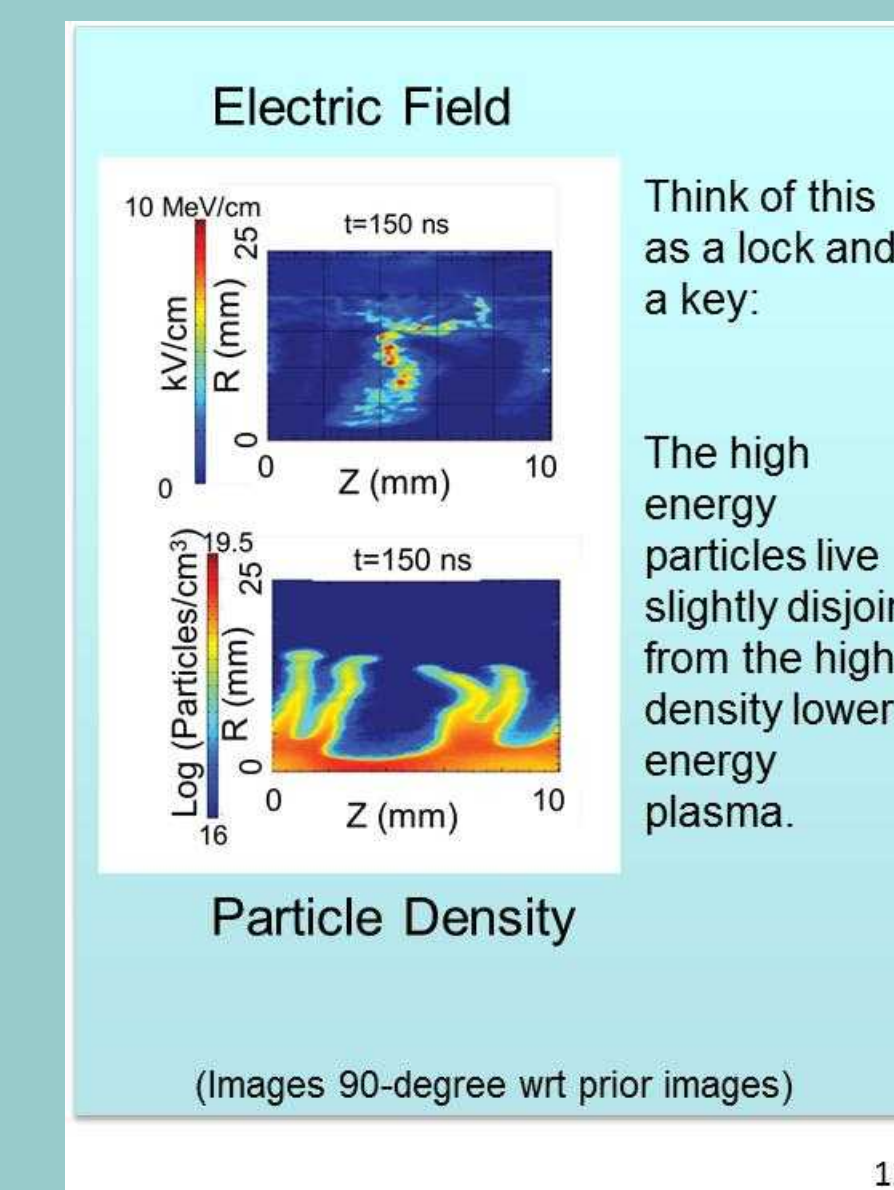 Electric Field
10 MeV/cm
t=150 ns
25
R (mm)
kV/cm
0
0
0
10
Z (mm)
Think of this
as a lock and
a key:
The high
energy
particles live
slightly disjoin
from the high
density lower
energy
plasma.
19.5
t=150 ns
25
R (mm)
Log (Particles/cm³)
0
0
10
Z (mm)
16
Particle Density
(Images 90-degree wrt prior images)
1